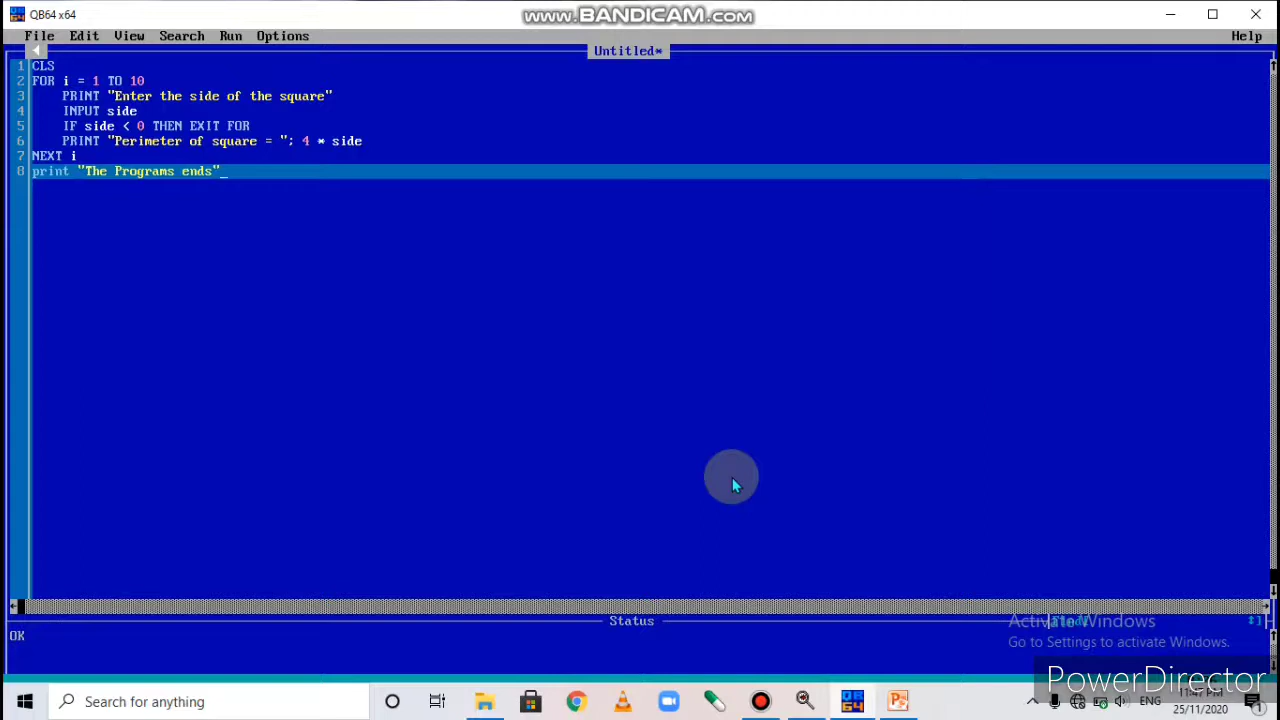 QB64 x64
www.BANDICAM.com
File Edit View Search Run Options Help
Untitled*
1 CLS
2 FOR i = 1 TO 10
3 PRINT "Enter the side of the square"
4 INPUT side
5 IF side < 0 THEN EXIT FOR
6 PRINT "Perimeter of square = "; 4 * side
7 NEXT i
8 print "The Programs ends"_
Status
OK
Activate Windows
Go to Settings to activate Windows.
PowerDirector
Type here: Search for anything
ENG
25/11/2020